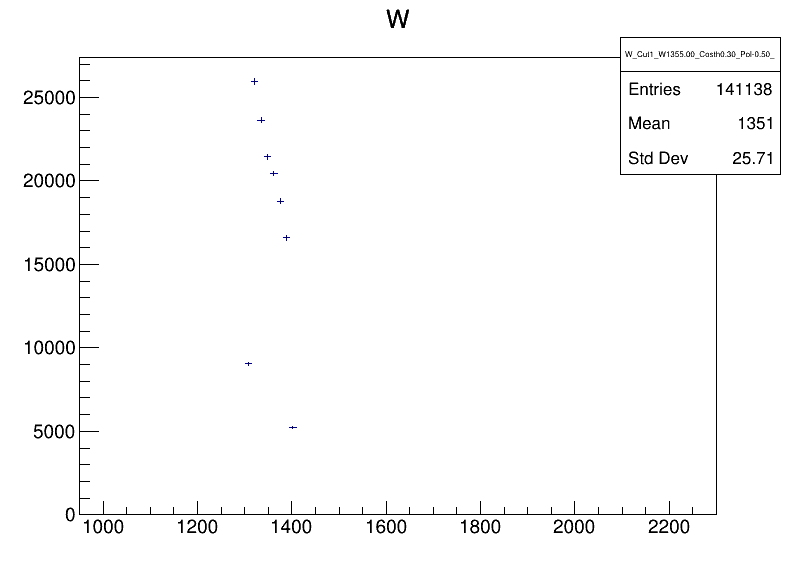 W
W_Cut1_W1355.00_Costh0.30_Pol-0.50_
Entries 141138
Mean 1351
Std Dev 25.71
25000
20000
15000
10000
5000
0
1000 1200 1400 1600 1800 2000 2200